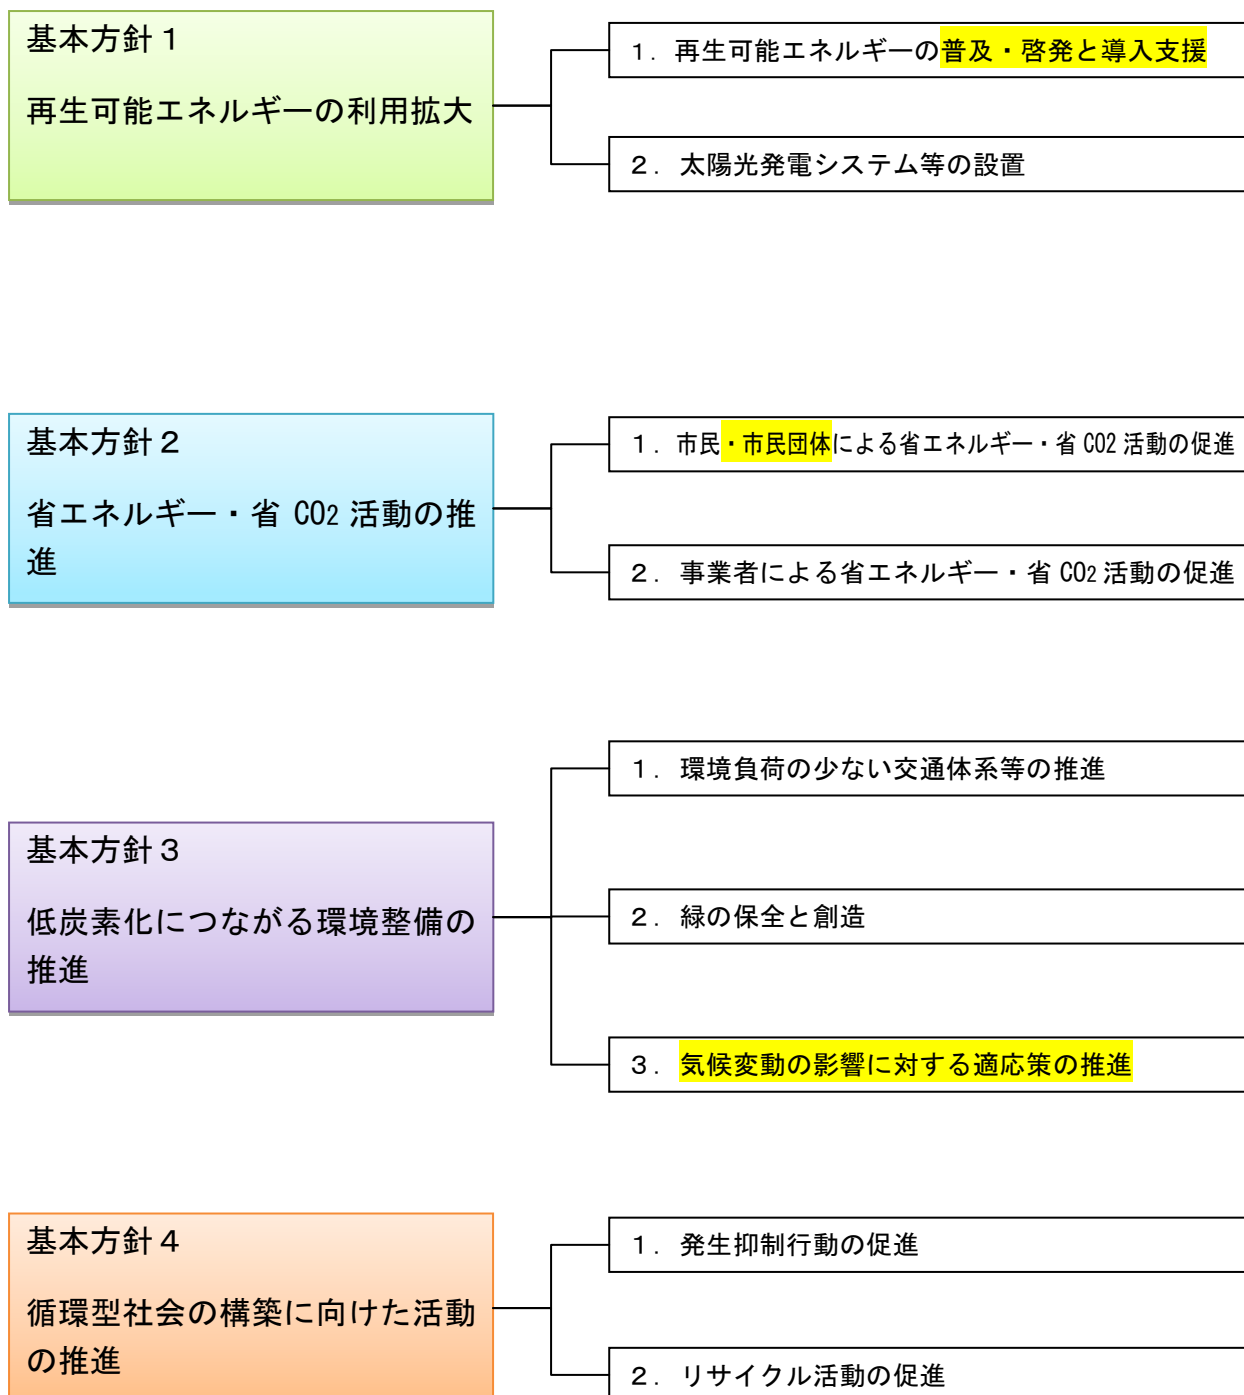 基本方針１
再生可能エネルギーの利用拡大
１．再生可能エネルギーの普及・啓発と導入支援
２．太陽光発電システム等の設置
基本方針２
省エネルギー・省 CO2 活動の推
進
１．市民・市民団体による省エネルギー・省 CO2 活動の促進
２．事業者による省エネルギー・省 CO2 活動の促進
基本方針３
低炭素化につながる環境整備の
推進
１．環境負荷の少ない交通体系等の推進
２．緑の保全と創造
３．気候変動の影響に対する適応策の推進
基本方針４
循環型社会の構築に向けた活動
の推進
１．発生抑制行動の促進
２．リサイクル活動の促進